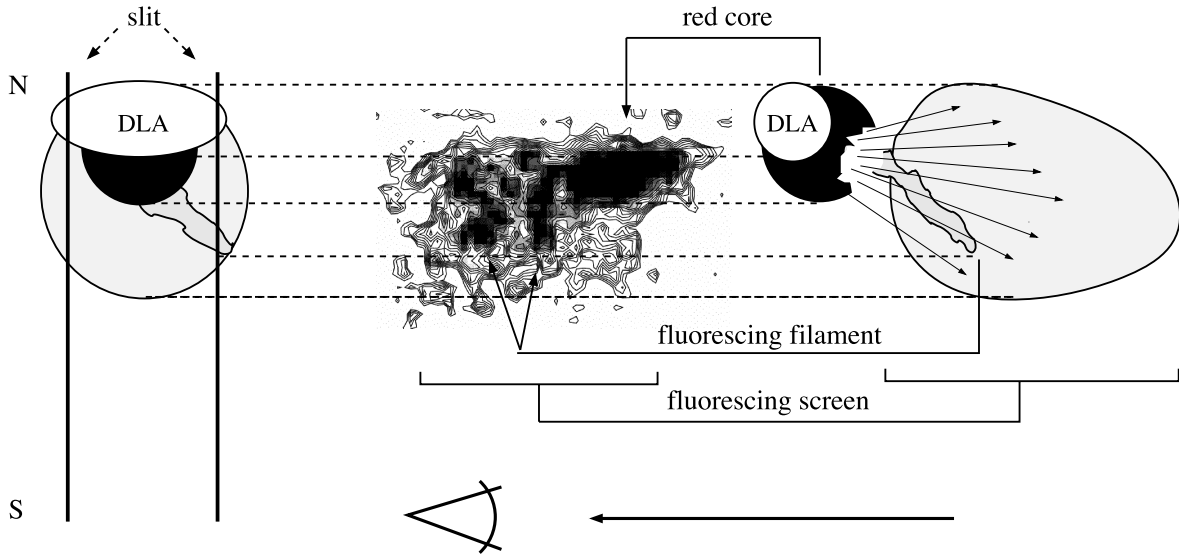 slit
red core
N
DLA
DLA
fluorescing filament
fluorescing screen
S